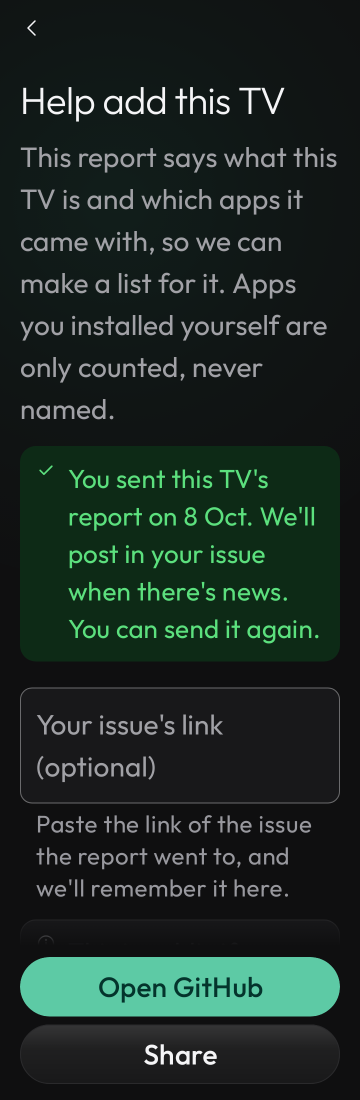 Help add this TV
This report says what this
TV is and which apps it
came with, so we can
make a list for it. Apps
you installed yourself are
only counted, never
named.
You sent this TV's
report on 8 Oct. We'll
post in your issue
when there's news.
You can send it again.
Your issue's link
(optional)
Paste the link of the issue
the report went to, and
we'll remember it here.
Open GitHub
Share